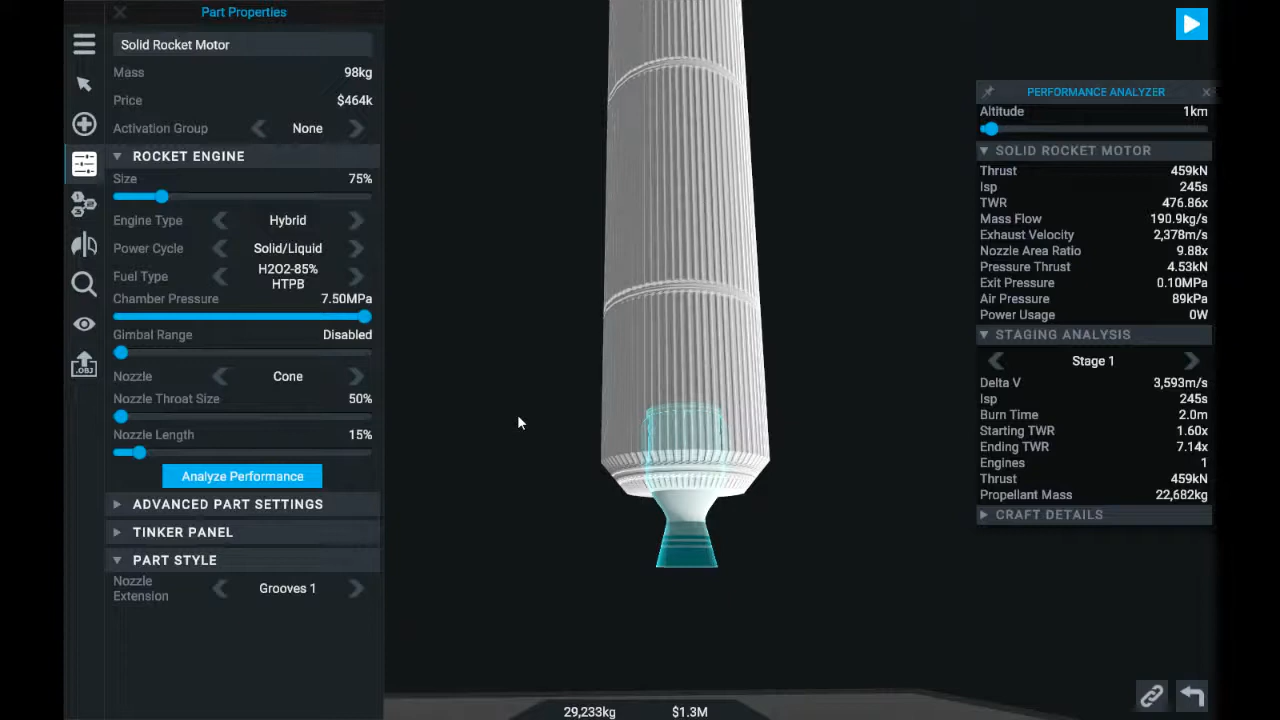 Part Properties
Solid Rocket Motor
Mass 98kg
Price $464k
Activation Group None
ROCKET ENGINE
Size 75%
Engine Type Hybrid
Power Cycle Solid/Liquid
Fuel Type H2O2-85% HTPB
Chamber Pressure 7.50MPa
Gimbal Range Disabled
Nozzle Cone
Nozzle Throat Size 50%
Nozzle Length 15%
Analyze Performance
ADVANCED PART SETTINGS
TINKER PANEL
PART STYLE
Nozzle Extension Grooves 1
.OBJ
29,233kg $1.3M
PERFORMANCE ANALYZER
Altitude 1km
SOLID ROCKET MOTOR
Thrust 459kN
Isp 245s
TWR 476.86x
Mass Flow 190.9kg/s
Exhaust Velocity 2,378m/s
Nozzle Area Ratio 9.88x
Pressure Thrust 4.53kN
Exit Pressure 0.10MPa
Air Pressure 89kPa
Power Usage 0W
STAGING ANALYSIS
Stage 1
Delta V 3,593m/s
Isp 245s
Burn Time 2.0m
Starting TWR 1.60x
Ending TWR 7.14x
Engines 1
Thrust 459kN
Propellant Mass 22,682kg
CRAFT DETAILS